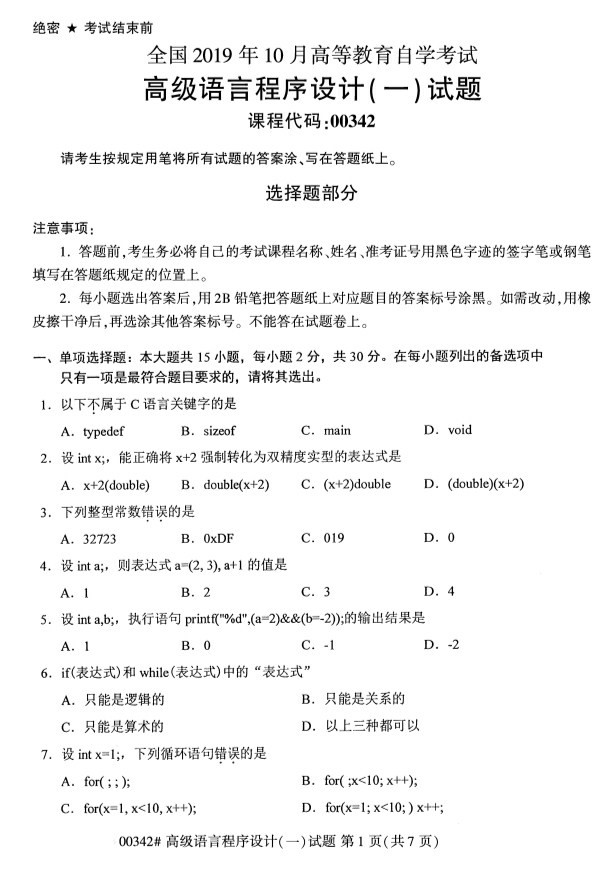 绝密 ★ 考试结束前
全国 2019 年 10 月高等教育自学考试
高级语言程序设计(一)试题
课程代码:00342
请考生按规定用笔将所有试题的答案涂、写在答题纸上。
选择题部分
注意事项:
1. 答题前,考生务必将自己的考试课程名称、姓名、准考证号用黑色字迹的签字笔或钢笔
填写在答题纸规定的位置上。
2. 每小题选出答案后,用 2B 铅笔把答题纸上对应题目的答案标号涂黑。如需改动,用橡
皮擦干净后,再选涂其他答案标号。不能答在试题卷上。
一、单项选择题：本大题共 15 小题，每小题 2 分，共 30 分。在每小题列出的备选项中
只有一项是最符合题目要求的，请将其选出。
1．以下不属于 C 语言关键字的是
A．typedef B．sizeof C．main D．void
2．设 int x;，能正确将 x+2 强制转化为双精度实型的表达式是
A．x+2(double) B．double(x+2) C．(x+2)double D．(double)(x+2)
3．下列整型常数错误的是
A．32723 B．0xDF C．019 D．0
4．设 int a;，则表达式 a=(2, 3), a+1 的值是
A．1 B．2 C．3 D．4
5．设 int a,b;，执行语句 printf("%d",(a=2)&&(b=-2));的输出结果是
A．1 B．0 C．-1 D．-2
6．if(表达式)和 while(表达式)中的“表达式”
A．只能是逻辑的 B．只能是关系的
C．只能是算术的 D．以上三种都可以
7．设 int x=1;，下列循环语句错误的是
A．for( ; ; ); B．for( ;x<10; x++);
C．for(x=1, x<10, x++); D．for(x=1; x<10; ) x++;
00342# 高级语言程序设计(一)试题 第 1 页(共 7 页)